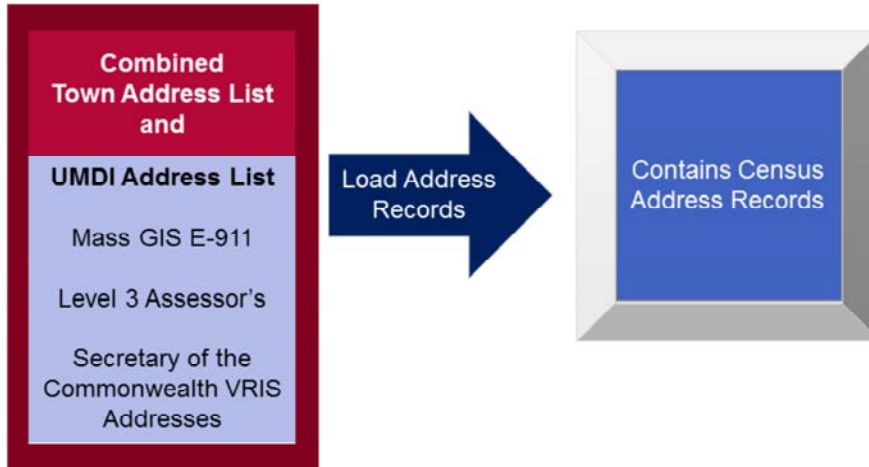 Combined
Town Address List
and
UMDI Address List
Mass GIS E-911
Level 3 Assessor’s
Secretary of the
Commonwealth VRIS
Addresses
Load Address
Records
Contains Census
Address Records